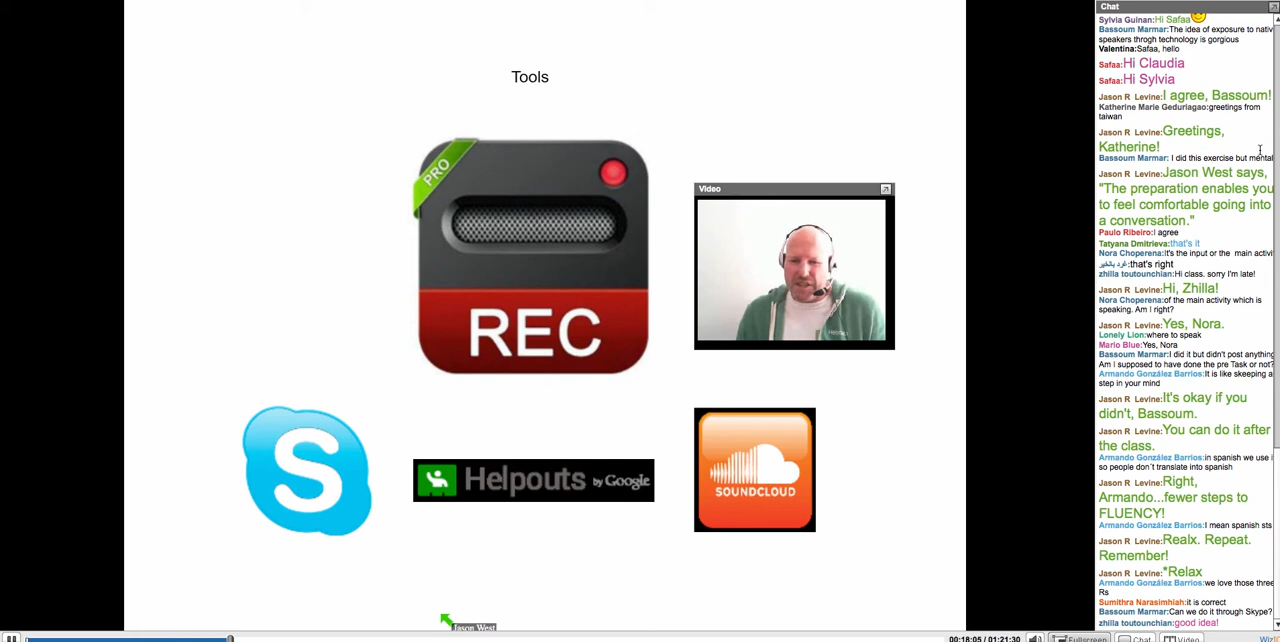 Chat
Sylvia Guinan:Hi Safaa
Bassoum Marmar:The idea of exposure to nativ
speakers throgh technology is gorgious
Valentina:Safaa, hello
Safaa:Hi Claudia
Safaa:Hi Sylvia
Tools
Jason R Levine:I agree, Bassoum!
Katherine Marie Geduriagao:greetings from
taiwan
Jason R Levine:Greetings,
Katherine!
Bassoum Marmar: I did this exercise but mental
Jason R Levine:Jason West says,
"The preparation enables you
to feel comfortable going into
a conversation."
Paulo Ribeiro:I agree
Tatyana Dmitrieva:that's it
Nora Choperena:it's the input or the main activi
غرد بالخير:that's right
zhilla toutounchian:Hi class. sorry I'm late!
Jason R Levine:Hi, Zhilla!
Nora Choperena:of the main activity which is
speaking. Am I right?
Jason R Levine:Yes, Nora.
Lonely Lion:where to speak
Mario Blue:Yes, Nora
Bassoum Marmar:I did it but didn't post anything
Am I supposed to have done the pre Task or not?
Armando González Barrios:It is like skeeping a
step in your mind
Jason R Levine:It's okay if you
didn't, Bassoum.
Jason R Levine:You can do it after
the class.
Armando González Barrios:in spanish we use i
so people don´t translate into spanish
Jason R Levine:Right,
Armando...fewer steps to
FLUENCY!
Armando González Barrios:I mean spanish sts
Jason R Levine:Realx. Repeat.
Remember!
Jason R Levine:*Relax
Armando González Barrios:we love those three
Rs
Sumithra Narasimhiah:it is correct
Bassoum Marmar:Can we do it through Skype?
zhilla toutounchian:good idea!
PRO
REC
Video
S
Helpouts by Google
SOUNDCLOUD
Jason West
00:18:05 / 01:21:30
Fullscreen
Chat
Video
WizI